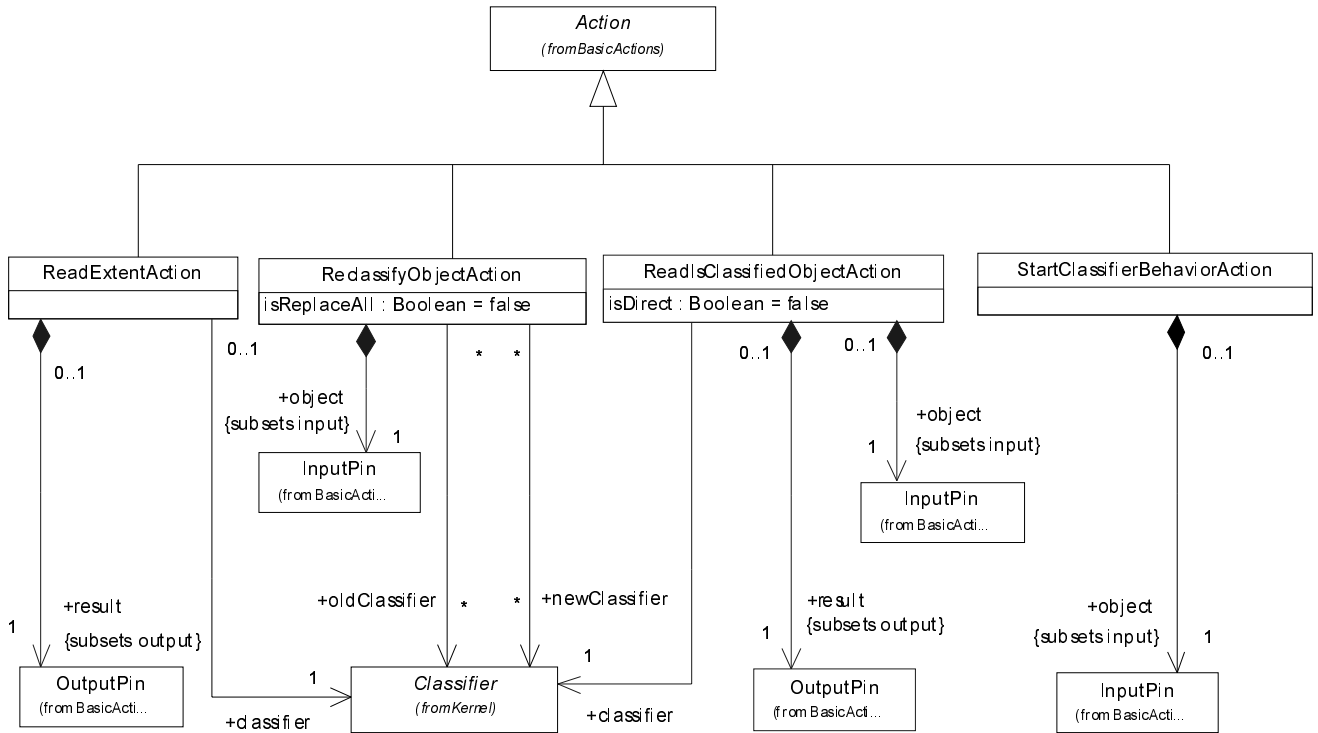 Action
(fromBasicActions)
ReadExtentAction
ReclassifyObjectAction
isReplaceAll : Boolean = false
ReadIsClassifiedObjectAction
isDirect : Boolean = false
StartClassifierBehaviorAction
0..1
0..1
*
*
0..1
0..1
0..1
+object
{subsets input}
1
InputPin
(from BasicActi...
+object
{subsets input}
1
InputPin
(from BasicActi...
+result
{subsets output}
1
+oldClassifier
*
*
+newClassifier
+result
{subsets output}
1
+object
{subsets input}
1
OutputPin
(from BasicActi...
1
+classifier
Classifier
(fromKernel)
1
+classifier
OutputPin
(from BasicActi...
InputPin
(from BasicActi...